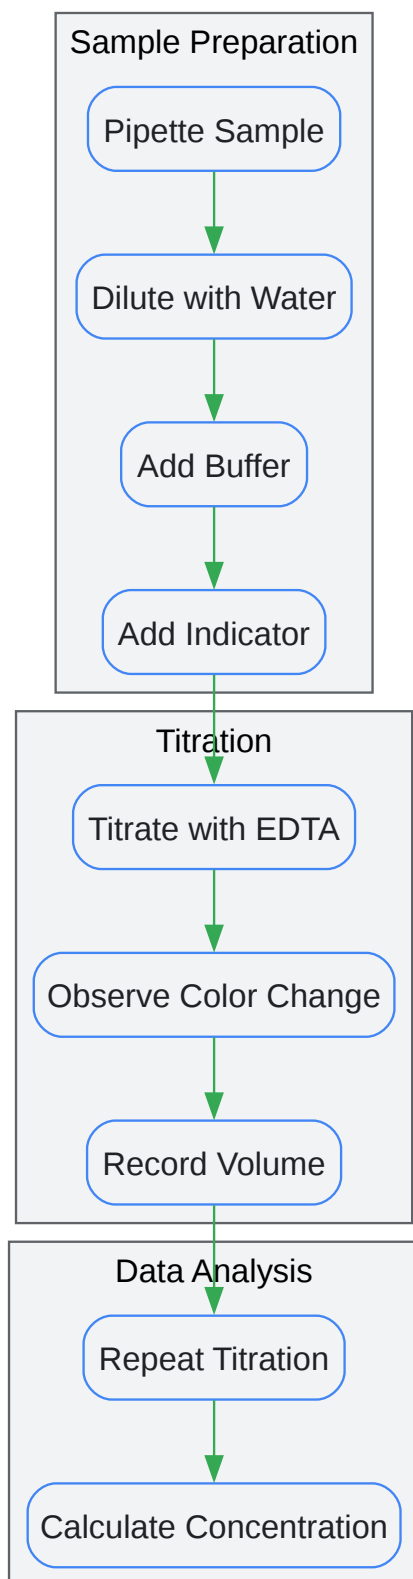 Sample Preparation
Pipette Sample
Dilute with Water
Add Buffer
Add Indicator
Titration
Titrate with EDTA
Observe Color Change
Record Volume
Data Analysis
Repeat Titration
Calculate Concentration